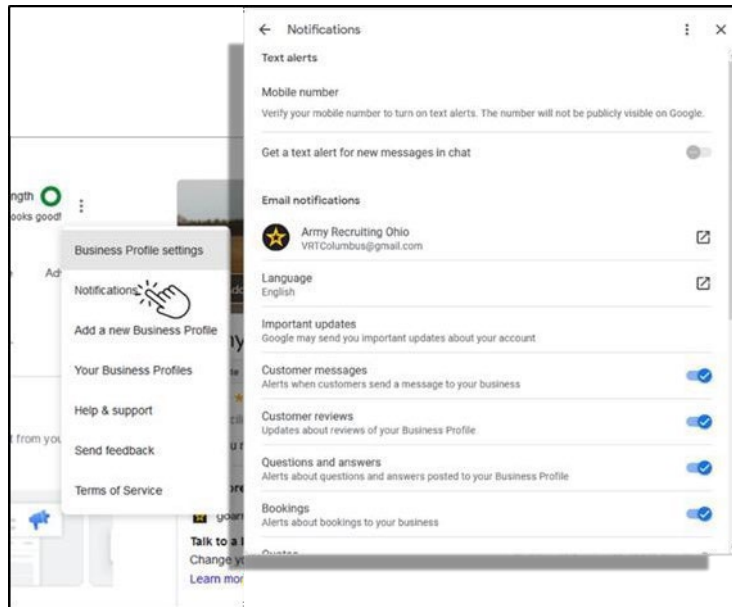 Notifications
Text alerts
Mobile number
Verify your mobile number to turn on text alerts. The number will not be publicly visible on Google.
Get a text alert for new messages in chat
Email notifications
Army Recruiting Ohio
VRTColumbus@gmail.com
Language
English
Important updates
Google may send you important updates about your account
Customer messages
Alerts when customers send a message to your business
Customer reviews
Updates about reviews of your Business Profile
Questions and answers
Alerts about questions and answers posted to your Business Profile
Bookings
Alerts about bookings to your business
ngth
ooks good!
Business Profile settings
Notifications
Add a new Business Profile
Your Business Profiles
Help & support
Send feedback
Terms of Service
Ad
t from you
Talk to a
Change yo
Learn mor